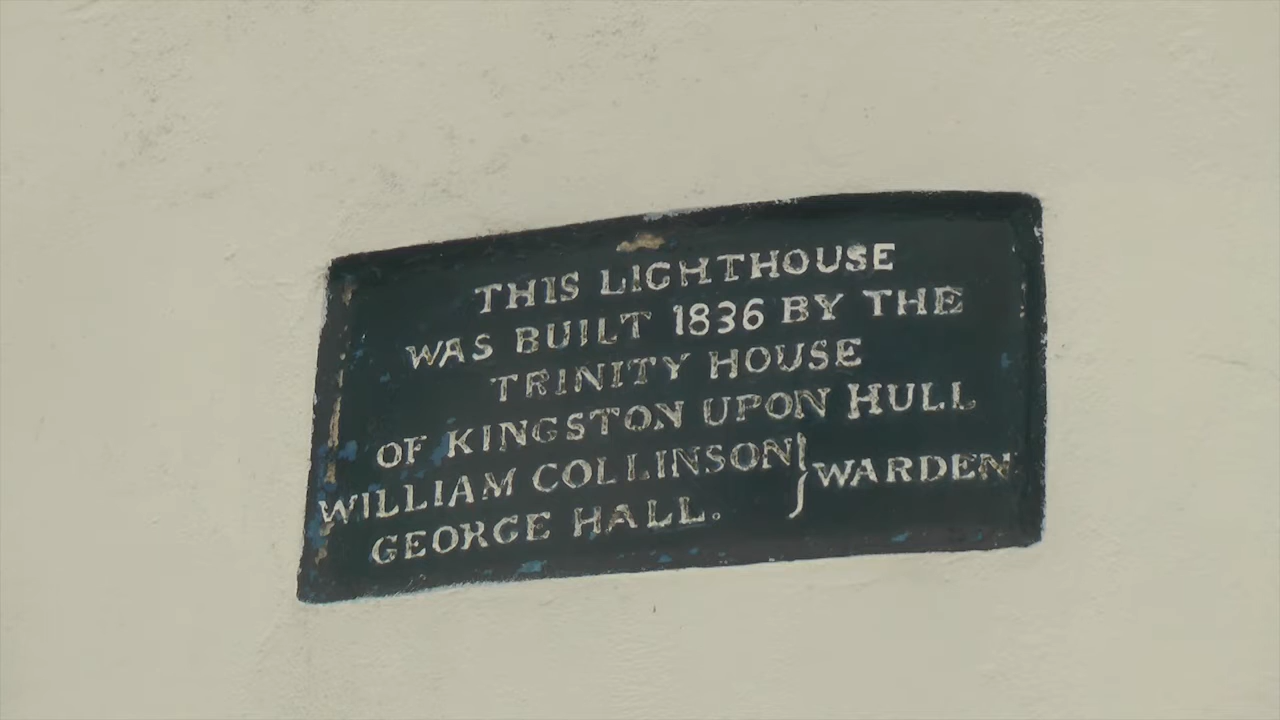 THIS LIGHTHOUSE
WAS BUILT 1836 BY THE
TRINITY HOUSE
OF KINGSTON UPON HULL
WILLIAM COLLINSON } WARDEN
GEORGE HALL.